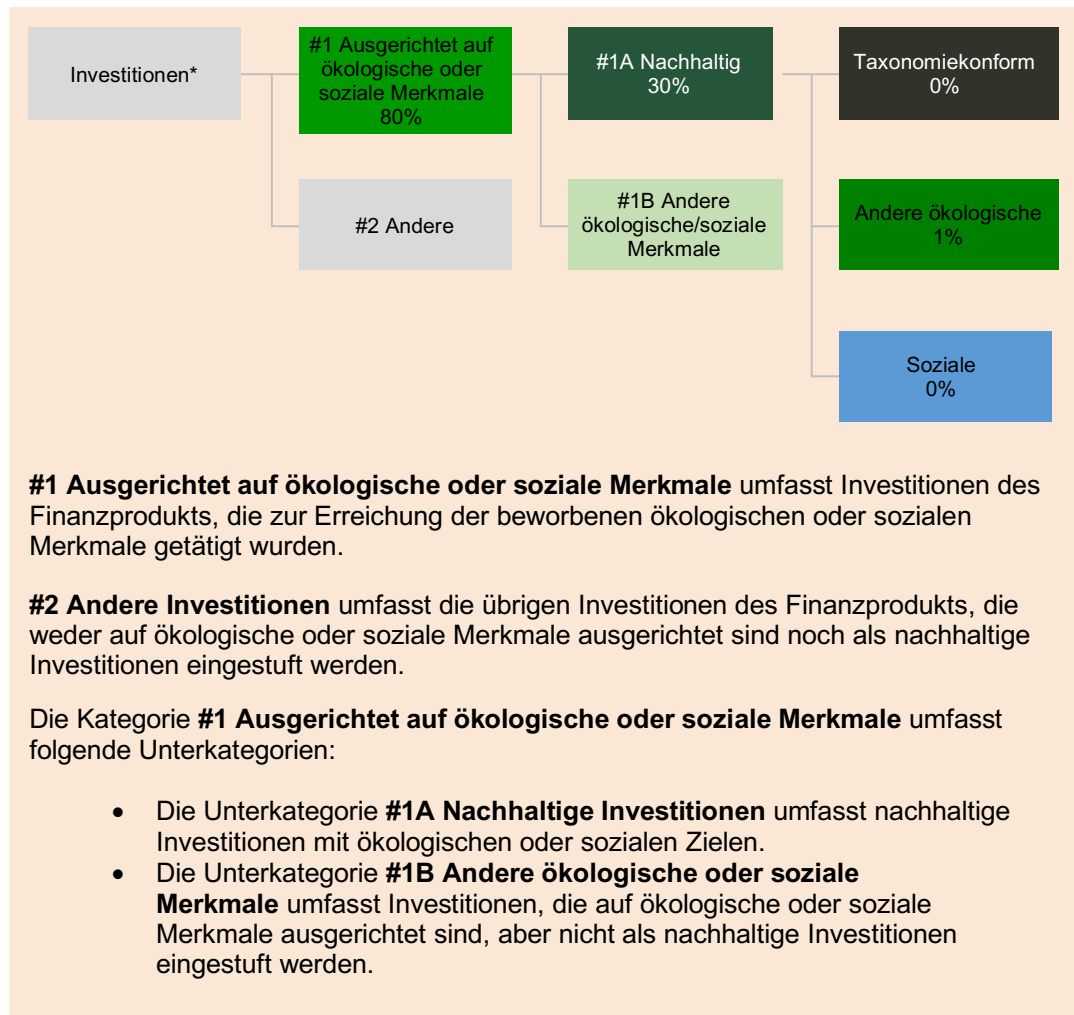 Investitionen*
#1 Ausgerichtet auf
ökologische oder
soziale Merkmale
80%
#1A Nachhaltig
30%
Taxonomiekonform
0%
#2 Andere
#1B Andere
ökologische/soziale
Merkmale
Andere ökologische
1%
Soziale
0%
#1 Ausgerichtet auf ökologische oder soziale Merkmale umfasst Investitionen des
Finanzprodukts, die zur Erreichung der beworbenen ökologischen oder sozialen
Merkmale getätigt wurden.
#2 Andere Investitionen umfasst die übrigen Investitionen des Finanzprodukts, die
weder auf ökologische oder soziale Merkmale ausgerichtet sind noch als nachhaltige
Investitionen eingestuft werden.
Die Kategorie #1 Ausgerichtet auf ökologische oder soziale Merkmale umfasst
folgende Unterkategorien:
• Die Unterkategorie #1A Nachhaltige Investitionen umfasst nachhaltige
Investitionen mit ökologischen oder sozialen Zielen.
• Die Unterkategorie #1B Andere ökologische oder soziale
Merkmale umfasst Investitionen, die auf ökologische oder soziale
Merkmale ausgerichtet sind, aber nicht als nachhaltige Investitionen
eingestuft werden.